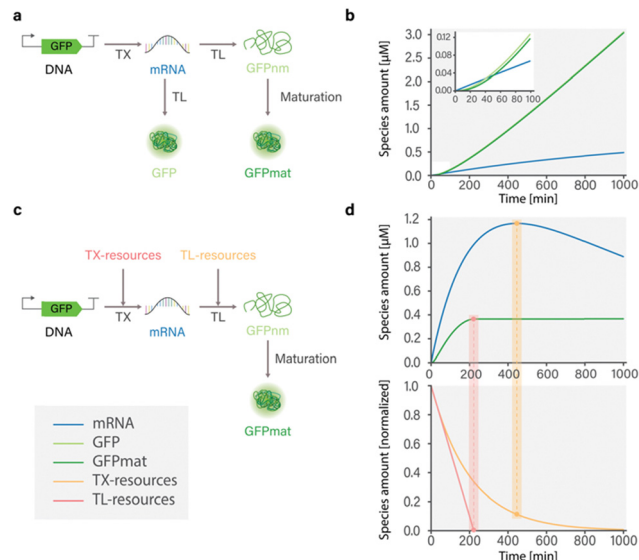 a
GFP
DNA
TX
mRNA
TL
GFPnm
TL
Maturation
GFP
GFPmat
b
Species amount [μM]
3.0
2.5
2.0
1.5
1.0
0.5
0.0
0.12
0.08
0.04
0.00
0 20 40 60 80 100
0 200 400 600 800 1000
Time [min]
c
TX-resources
TL-resources
GFP
DNA
TX
mRNA
TL
GFPnm
Maturation
GFPmat
mRNA
GFP
GFPmat
TX-resources
TL-resources
d
Species amount [μM]
1.2
1.0
0.8
0.6
0.4
0.2
0.0
0 200 400 600 800 1000
Species amount [normalized]
1.0
0.8
0.6
0.4
0.2
0.0
0 200 400 600 800 1000
Time [min]